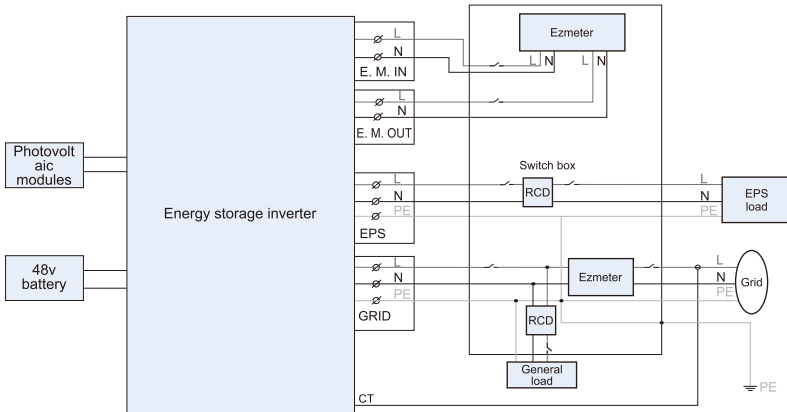 L
N
E. M. IN
Ezmeter
L N
L N
L
N
E. M. OUT
Photovolt
aic
modules
Energy storage inverter
Switch box
L
N
PE
EPS
RCD
L
N
PE
EPS
load
48v
battery
L
N
PE
GRID
Ezmeter
L
N
PE
Grid
RCD
General
load
PE
CT